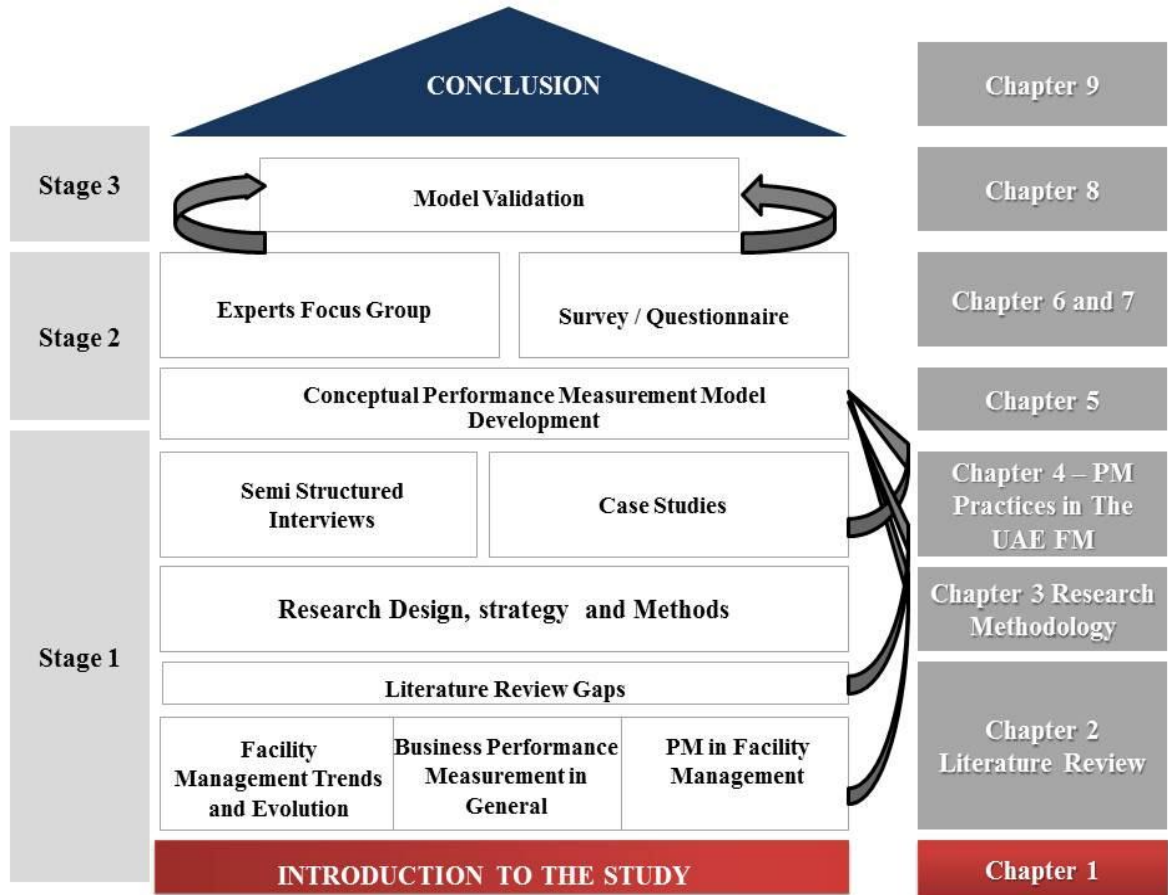 CONCLUSION
Chapter 9
Stage 3
Model Validation
Chapter 8
Experts Focus Group
Survey / Questionnaire
Chapter 6 and 7
Stage 2
Conceptual Performance Measurement Model
Development
Chapter 5
Semi Structured
Interviews
Case Studies
Chapter 4 – PM
Practices in The
UAE FM
Research Design, strategy and Methods
Chapter 3 Research
Methodology
Stage 1
Literature Review Gaps
Facility
Management Trends
and Evolution
Business Performance
Measurement in
General
PM in Facility
Management
Chapter 2
Literature Review
INTRODUCTION TO THE STUDY
Chapter 1